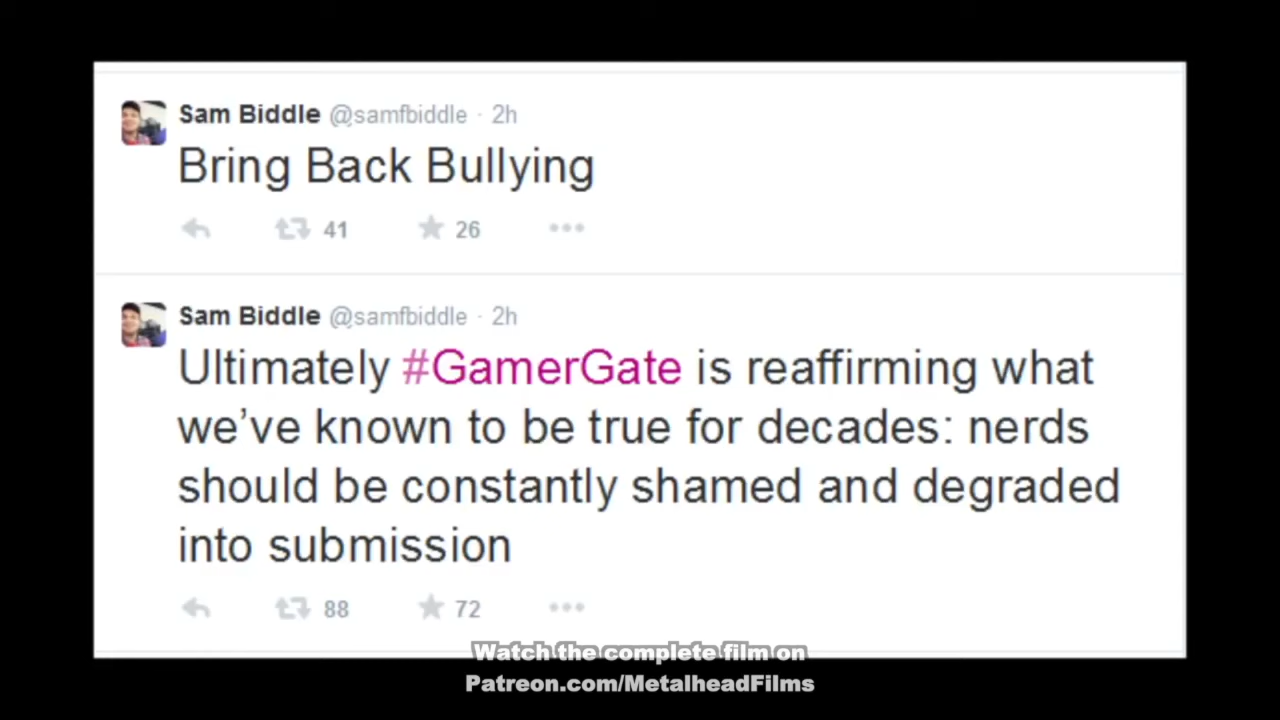 Sam Biddle @samfbiddle · 2h
Bring Back Bullying
41 26
Sam Biddle @samfbiddle · 2h
Ultimately #GamerGate is reaffirming what
we’ve known to be true for decades: nerds
should be constantly shamed and degraded
into submission
88 72
Watch the complete film on
Patreon.com/MetalheadFilms